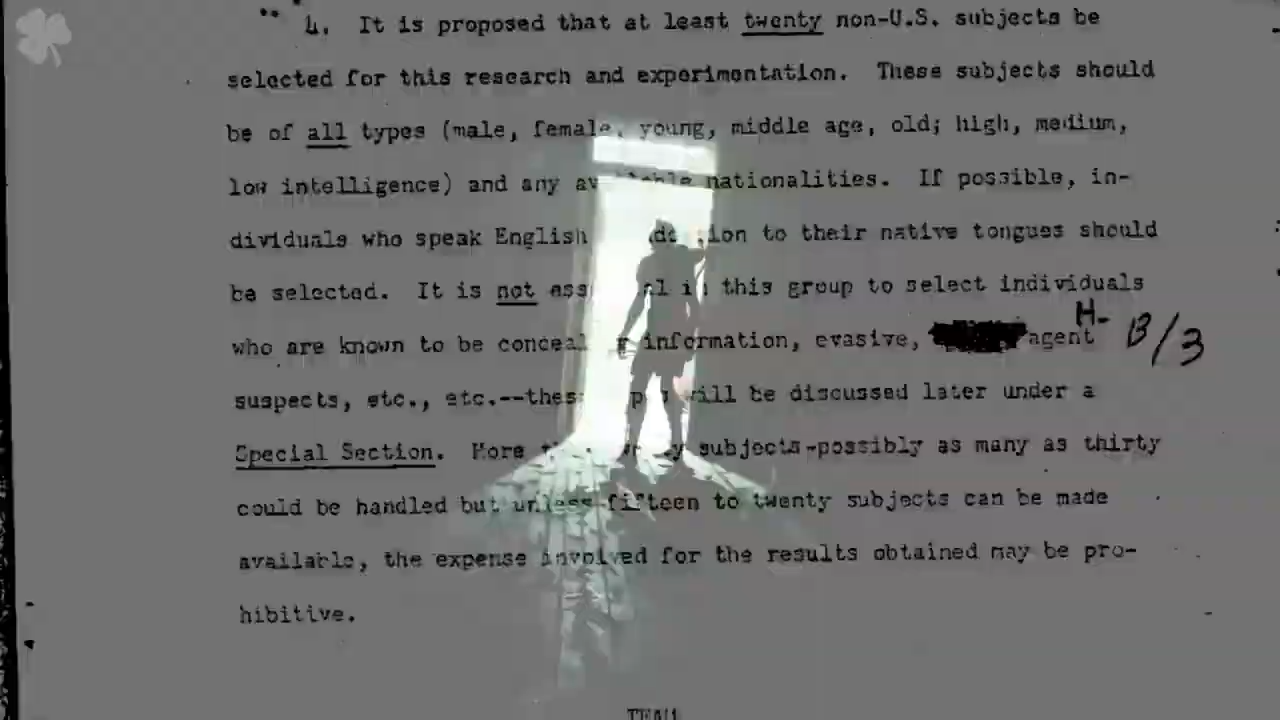 4. It is proposed that at least twenty non-U.S. subjects be
selected for this research and experimentation. These subjects should
be of all types (male, female, young, middle age, old; high, medium,
low intelligence) and any available nationalities. If possible, in-
dividuals who speak English addition to their native tongues should
be selected. It is not in this group to select individuals
who are known to be concealing information, evasive, agent H-B/3
suspects, etc., etc.--these will be discussed later under a
Special Section. More subjects-possibly as many as thirty
could be handled but unless fifteen to twenty subjects can be made
available, the expense involved for the results obtained may be pro-
hibitive.